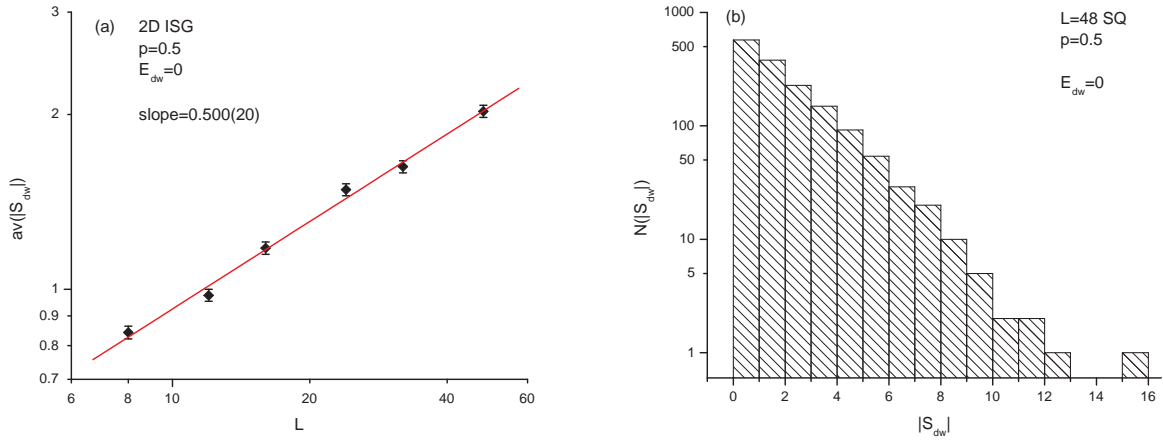 (a)
2D ISG
p=0.5
E_dw=0
slope=0.500(20)
3
2
1
0.9
0.8
0.7
av(|S_dw|)
6
8
10
20
40
60
L
(b)
L=48 SQ
p=0.5
E_dw=0
1000
500
100
50
10
5
1
N(|S_dw|)
0
2
4
6
8
10
12
14
16
|S_dw|